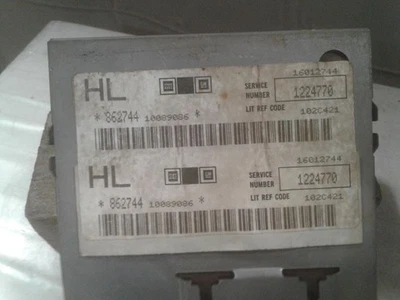 16012744
HL SERVICE NUMBER 1224770
* 862744 10089086 * LIT REF CODE 102C421
16012744
HL SERVICE NUMBER 1224770
* 862744 10089086 * LIT REF CODE 102C421